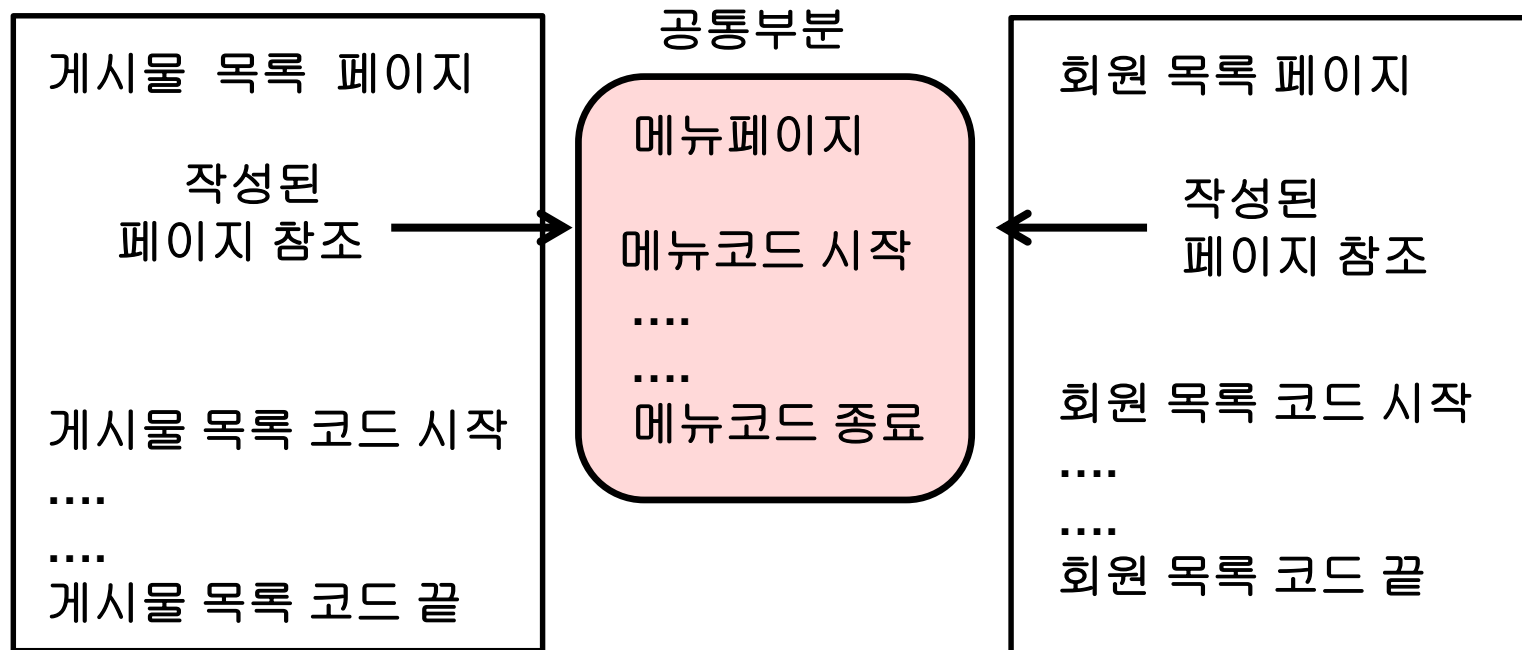 게시물 목록 페이지
작성된
페이지 참조
게시물 목록 코드 시작
....
....
게시물 목록 코드 끝
공통부분
메뉴페이지
메뉴코드 시작
....
....
메뉴코드 종료
회원 목록 페이지
작성된
페이지 참조
회원 목록 코드 시작
....
....
회원 목록 코드 끝